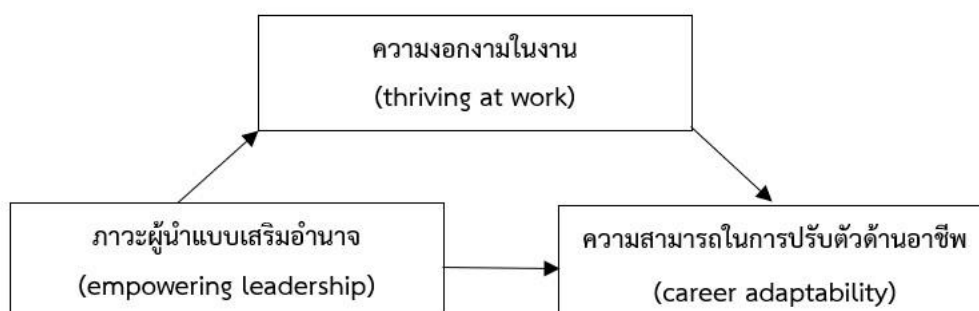 ความงอกงามในงาน
(thriving at work)
ภาวะผู้นำแบบเสริมอำนาจ
(empowering leadership)
ความสามารถในการปรับตัวด้านอาชีพ
(career adaptability)